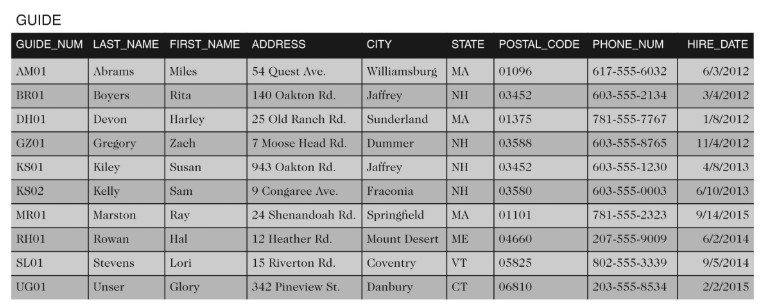 GUIDE
GUIDE_NUM LAST_NAME FIRST_NAME ADDRESS CITY STATE POSTAL_CODE PHONE_NUM HIRE_DATE
AM01 Abrams Miles 54 Quest Ave. Williamsburg MA 01096 617-555-6032 6/3/2012
BR01 Boyers Rita 140 Oakton Rd. Jaffrey NH 03452 603-555-2134 3/4/2012
DH01 Devon Harley 25 Old Ranch Rd. Sunderland MA 01375 781-555-7767 1/8/2012
GZ01 Gregory Zach 7 Moose Head Rd. Dummer NH 03588 603-555-8765 11/4/2012
KS01 Kiley Susan 943 Oakton Rd. Jaffrey NH 03452 603-555-1230 4/8/2013
KS02 Kelly Sam 9 Congaree Ave. Fraconia NH 03580 603-555-0003 6/10/2013
MR01 Marston Ray 24 Shenandoah Rd. Springfield MA 01101 781-555-2323 9/14/2015
RH01 Rowan Hal 12 Heather Rd. Mount Desert ME 04660 207-555-9009 6/2/2014
SL01 Stevens Lori 15 Riverton Rd. Coventry VT 05825 802-555-3339 9/5/2014
UG01 Unser Glory 342 Pineview St. Danbury CT 06810 203-555-8534 2/2/2015